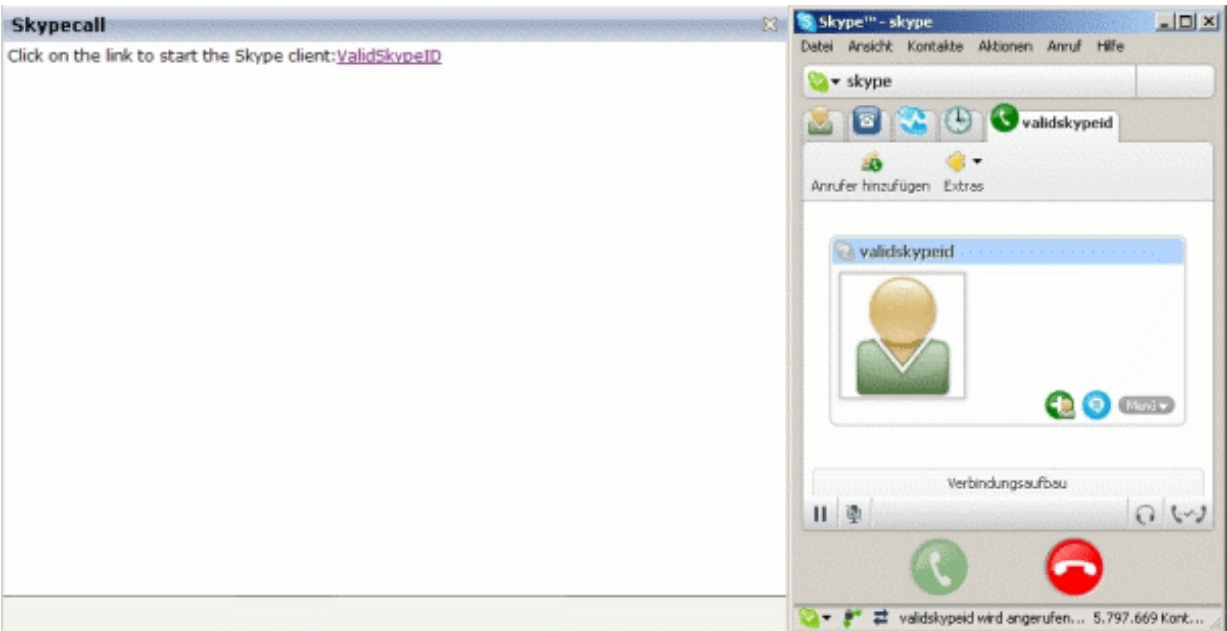 Skypecall
Click on the link to start the Skype client:ValidSkypeID
Skype™ - skype
Datei Ansicht Kontakte Aktionen Anruf Hilfe
skype
validskypeid
Anrufer hinzufügen Extras
validskypeid
Menü
Verbindungsaufbau
validskypeid wird angerufen... 5.797.669 Kont...